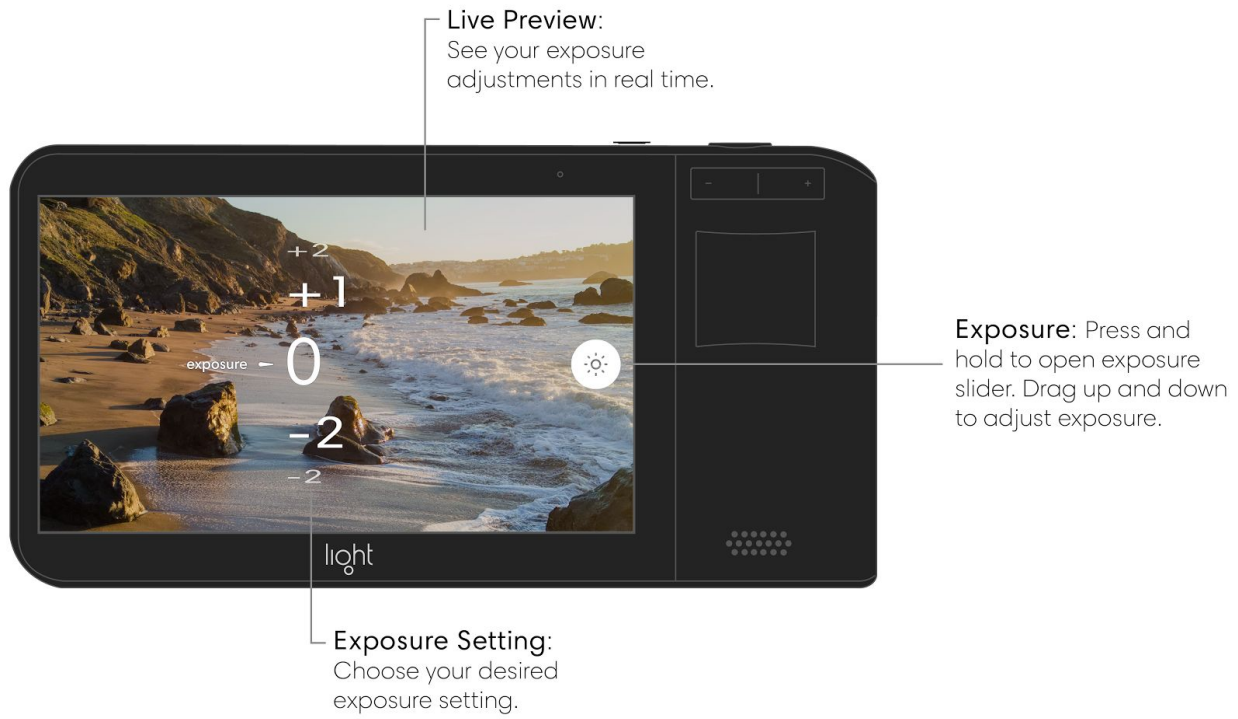 Live Preview:
See your exposure
adjustments in real time.
- +
+2
+1
exposure 0
-2
-2
Exposure: Press and
hold to open exposure
slider. Drag up and down
to adjust exposure.
light
Exposure Setting:
Choose your desired
exposure setting.